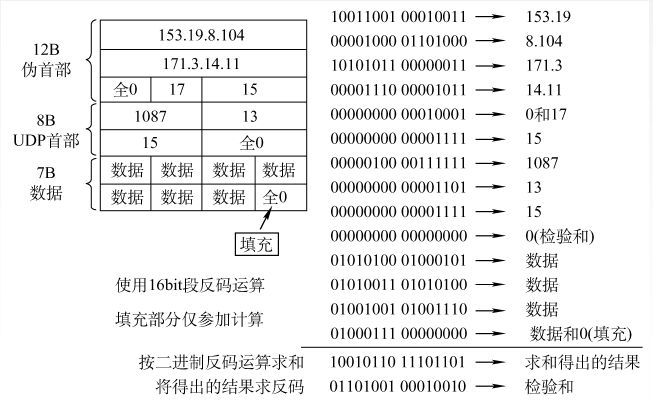 12B
伪首部
153.19.8.104
171.3.14.11
全0 17 15
8B
UDP首部
1087 13
15 全0
7B
数据
数据 数据 数据 数据
数据 数据 数据 全0
填充
使用16bit段反码运算
填充部分仅参加计算
10011001 00010011 → 153.19
00001000 01101000 → 8.104
10101011 00000011 → 171.3
00001110 00001011 → 14.11
00000000 00010001 → 0和17
00000000 00001111 → 15
00000100 00111111 → 1087
00000000 00001101 → 13
00000000 00001111 → 15
00000000 00000000 → 0(检验和)
01010100 01000101 → 数据
01010011 01010100 → 数据
01001001 01001110 → 数据
01000111 00000000 → 数据和0(填充)
按二进制反码运算求和 10010110 11101101 → 求和得出的结果
将得出的结果求反码 01101001 00010010 → 检验和